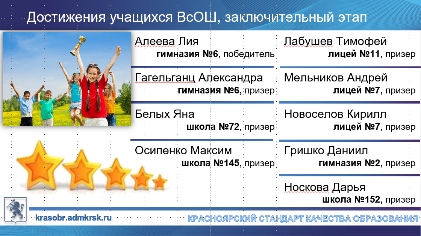 Достижения учащихся ВсОШ, заключительный этап
Алеева Лия
гимназия №6, победитель
Гагельганц Александра
гимназия №6, призер
Белых Яна
школа №72, призер
Осипенко Максим
школа №145, призер
Лабушев Тимофей
лицей №11, призер
Мельников Андрей
лицей №7, призер
Новоселов Кирилл
лицей №7, призер
Гришко Даниил
гимназия №2, призер
Носкова Дарья
школа №152, призер
krasobr.admkrsk.ru
КРАСНОЯРСКИЙ СТАНДАРТ КАЧЕСТВА ОБРАЗОВАНИЯ